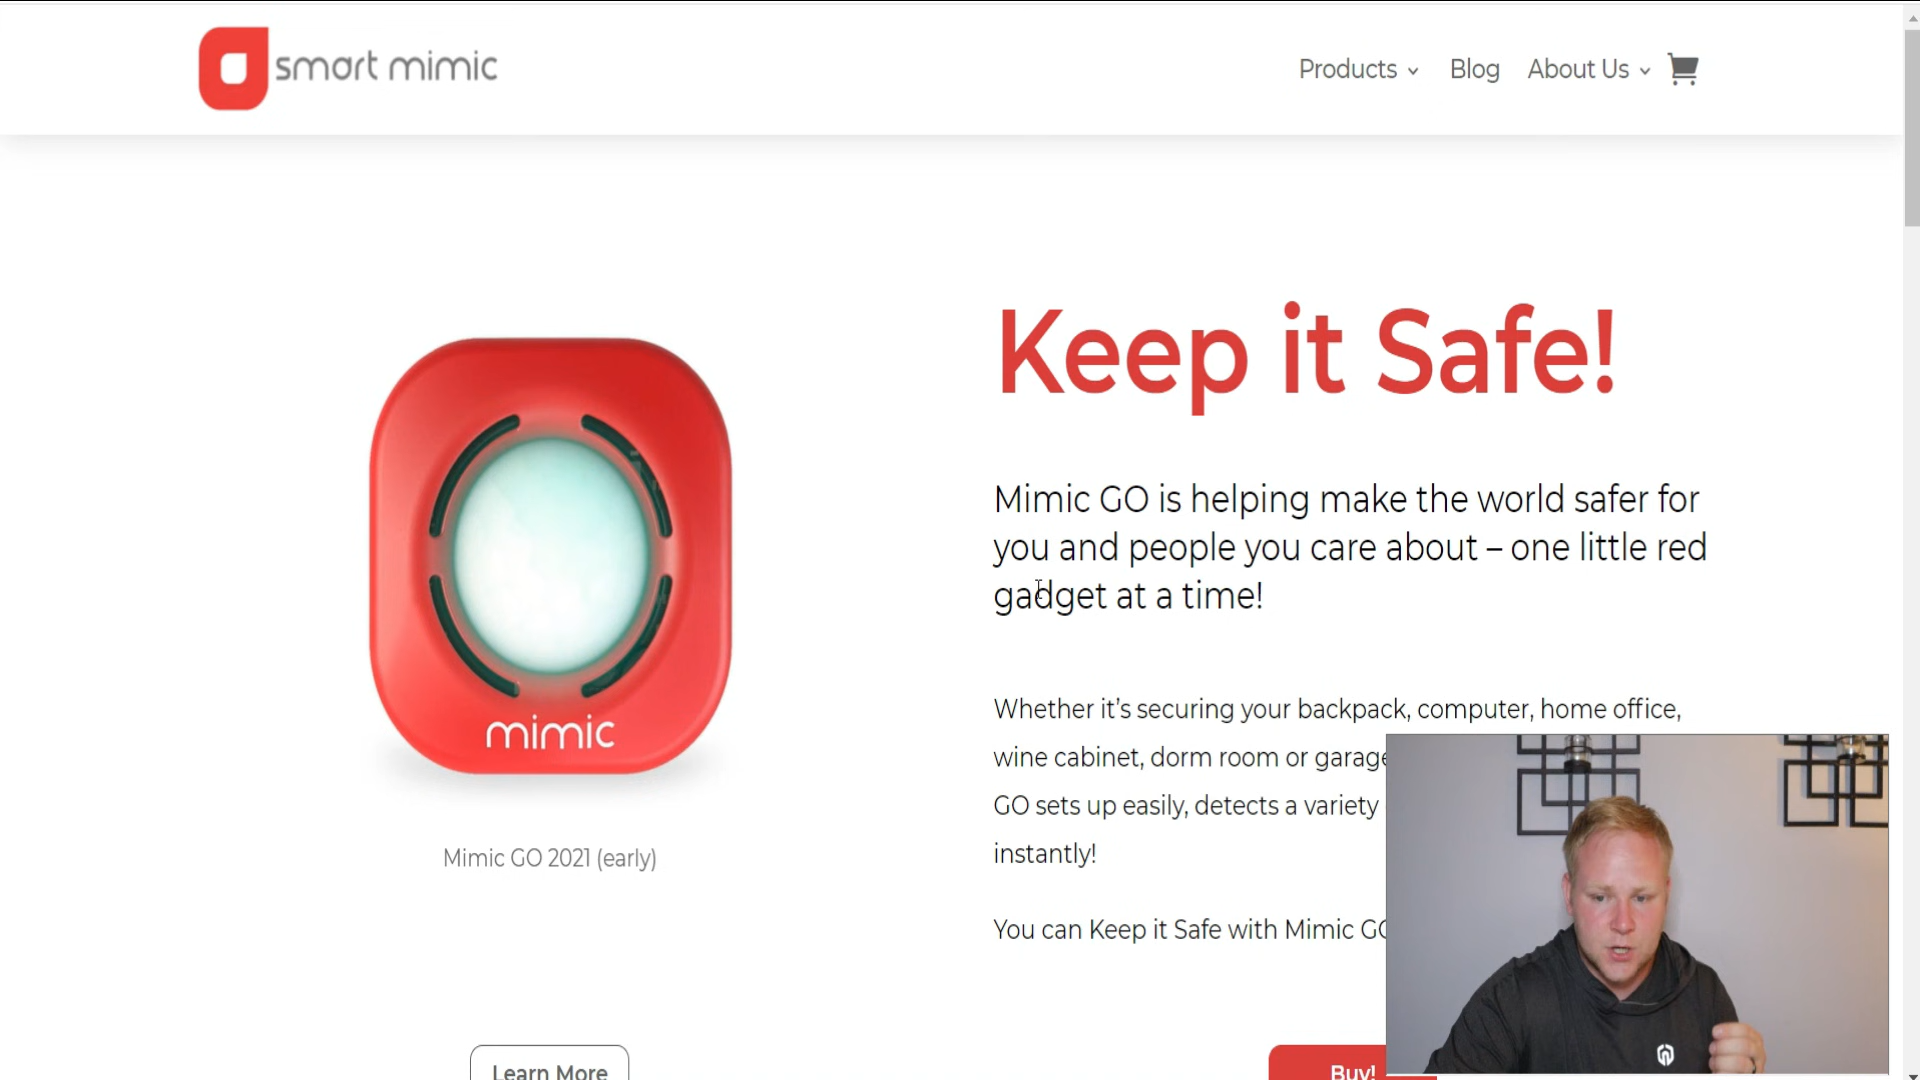 smart mimic
Products
Blog
About Us
Keep it Safe!
Mimic GO is helping make the world safer for
you and people you care about – one little red
gadget at a time!
mimic
Mimic GO 2021 (early)
Whether it's securing your backpack, computer, home office,
wine cabinet, dorm room or garage
GO sets up easily, detects a variety
instantly!
You can Keep it Safe with Mimic GO
Learn More
Buy!